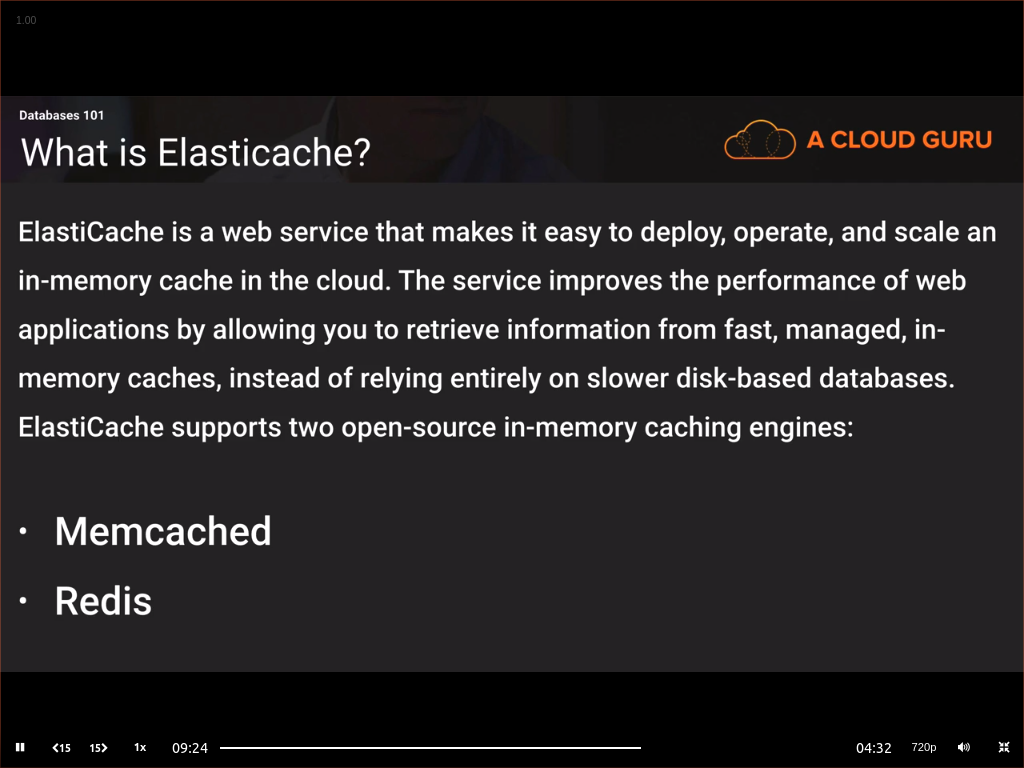 1.00
Databases 101
What is Elasticache?
A CLOUD GURU
ElastiCache is a web service that makes it easy to deploy, operate, and scale an
in-memory cache in the cloud. The service improves the performance of web
applications by allowing you to retrieve information from fast, managed, in-
memory caches, instead of relying entirely on slower disk-based databases.
ElastiCache supports two open-source in-memory caching engines:
• Memcached
• Redis
15 15 1x 09:24 04:32 720p